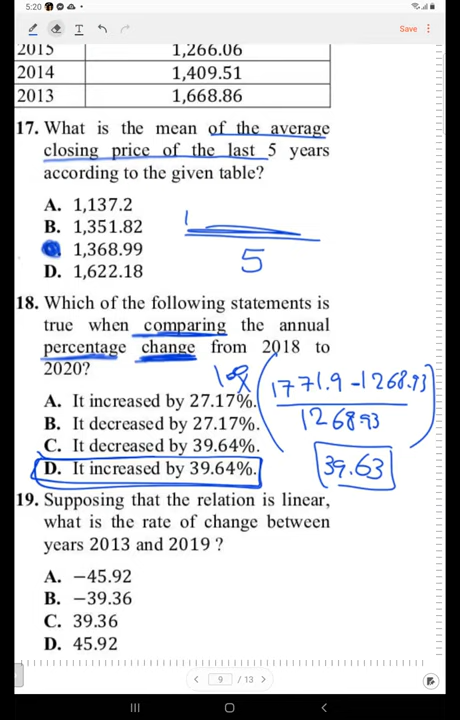 5:20
Save
2015 1,266.06
2014 1,409.51
2013 1,668.86
17. What is the mean of the average
closing price of the last 5 years
according to the given table?
A. 1,137.2
B. 1,351.82
1,368.99
D. 1,622.18
5
18. Which of the following statements is
true when comparing the annual
percentage change from 2018 to
2020?
A. It increased by 27.17%.
B. It decreased by 27.17%.
C. It decreased by 39.64%.
D. It increased by 39.64%.
1771.9 - 1268.93
1268.93
39.63
19. Supposing that the relation is linear,
what is the rate of change between
years 2013 and 2019 ?
A. −45.92
B. −39.36
C. 39.36
D. 45.92
9 / 13